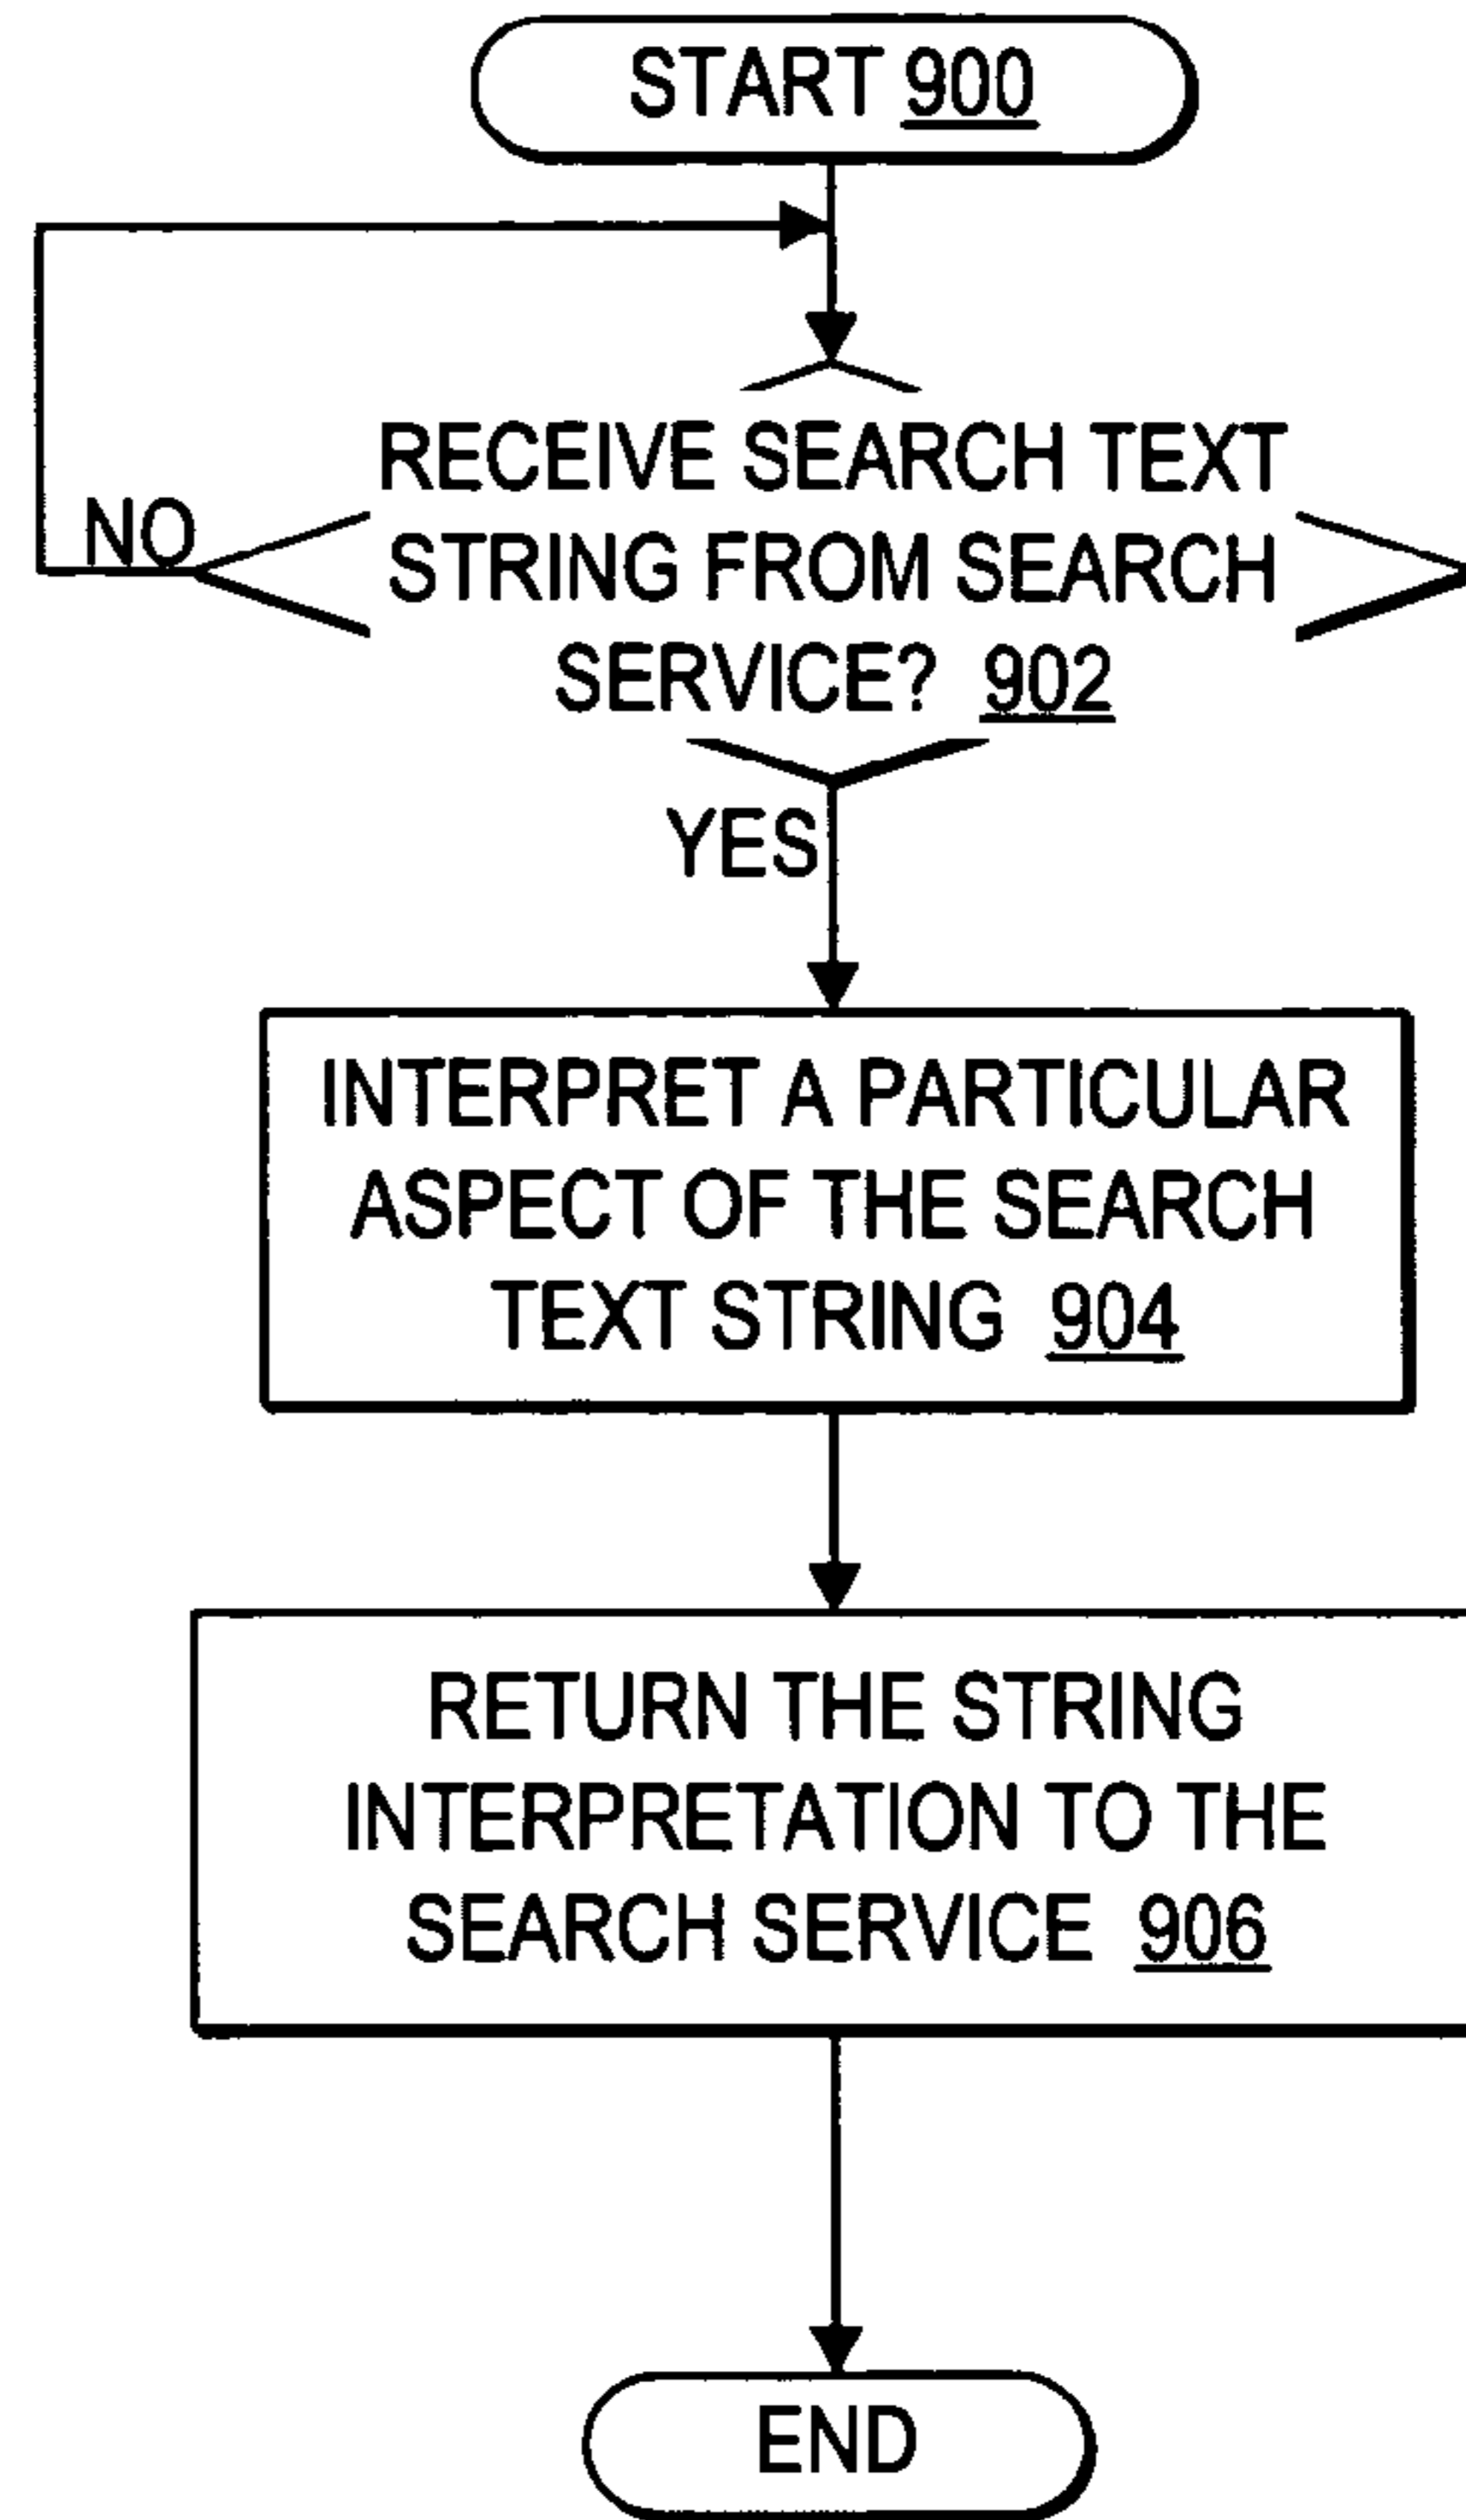 START 900
RECEIVE SEARCH TEXT
STRING FROM SEARCH
SERVICE? 902
NO
YES
INTERPRET A PARTICULAR
ASPECT OF THE SEARCH
TEXT STRING 904
RETURN THE STRING
INTERPRETATION TO THE
SEARCH SERVICE 906
END